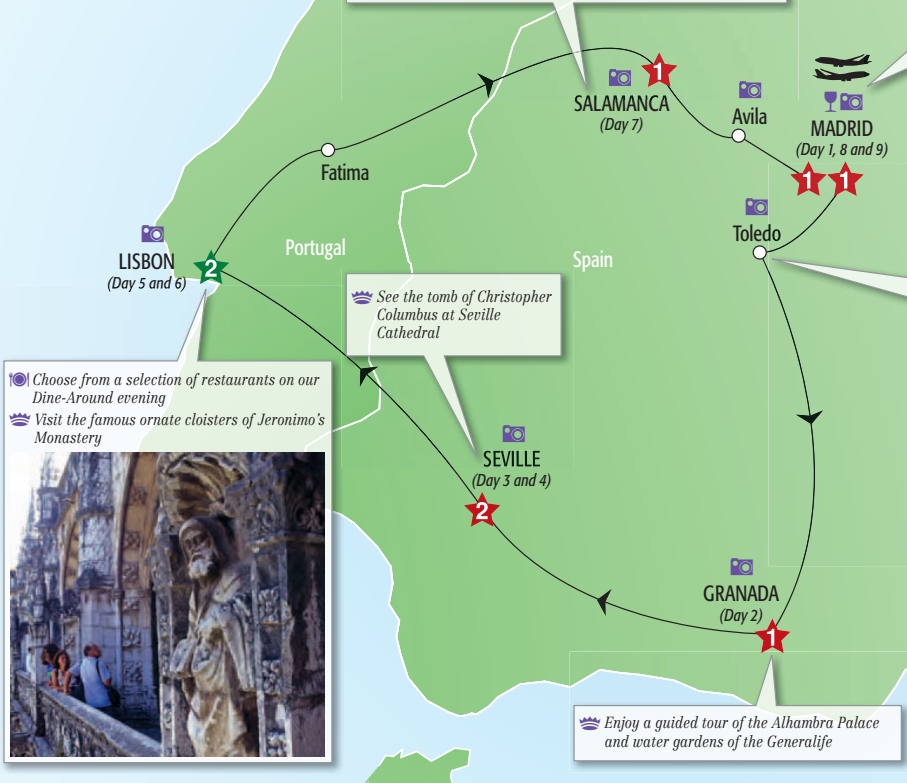 1
SALAMANCA
(Day 7)
Avila
MADRID
(Day 1, 8 and 9)
1
1
Fatima
Toledo
LISBON
(Day 5 and 6)
2
Portugal
Spain
See the tomb of Christopher
Columbus at Seville
Cathedral
Choose from a selection of restaurants on our
Dine-Around evening
Visit the famous ornate cloisters of Jeronimo's
Monastery
SEVILLE
(Day 3 and 4)
2
GRANADA
(Day 2)
1
Enjoy a guided tour of the Alhambra Palace
and water gardens of the Generalife